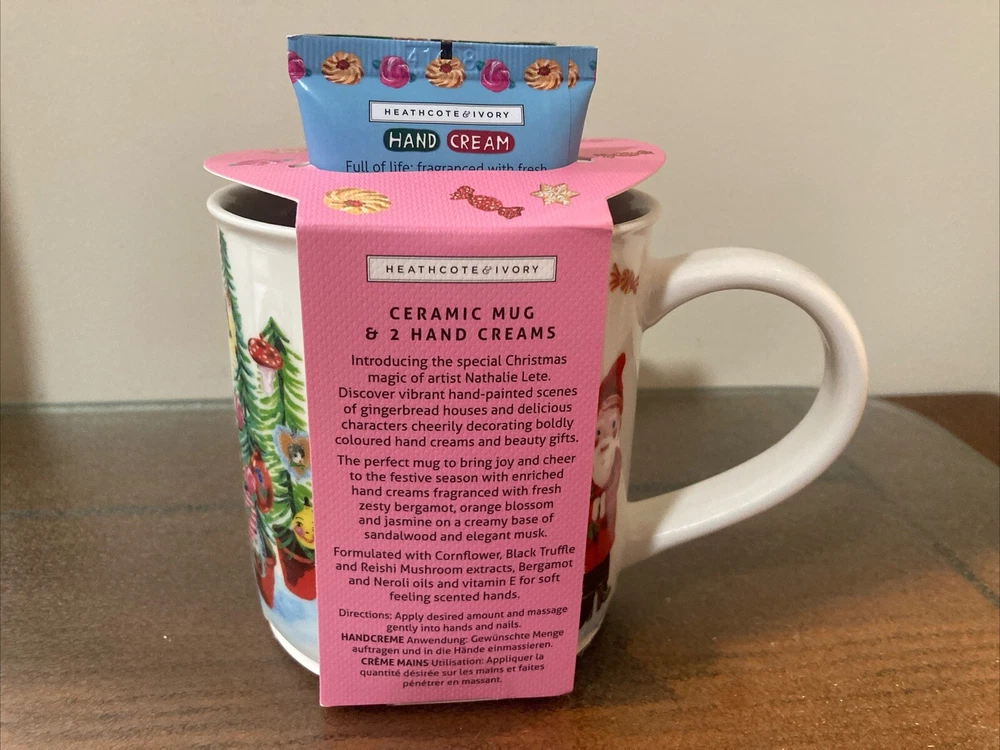 HEATHCOTE & IVORY
HAND CREAM
Full of life: fragranced with fresh
HEATHCOTE & IVORY
CERAMIC MUG
& 2 HAND CREAMS
Introducing the special Christmas
magic of artist Nathalie Lete.
Discover vibrant hand-painted scenes
of gingerbread houses and delicious
characters cheerily decorating boldly
coloured hand creams and beauty gifts.
The perfect mug to bring joy and cheer
to the festive season with enriched
hand creams fragranced with fresh
zesty bergamot, orange blossom
and jasmine on a creamy base of
sandalwood and elegant musk.
Formulated with Cornflower, Black Truffle
and Reishi Mushroom extracts, Bergamot
and Neroli oils and vitamin E for soft
feeling scented hands.
Directions: Apply desired amount and massage
gently into hands and nails.
HANDCREME Anwendung: Gewünschte Menge
auftragen und in die Hände einmassieren.
CRÈME MAINS Utilisation: Appliquer la
quantité désirée sur les mains et faites
pénétrer en massant.